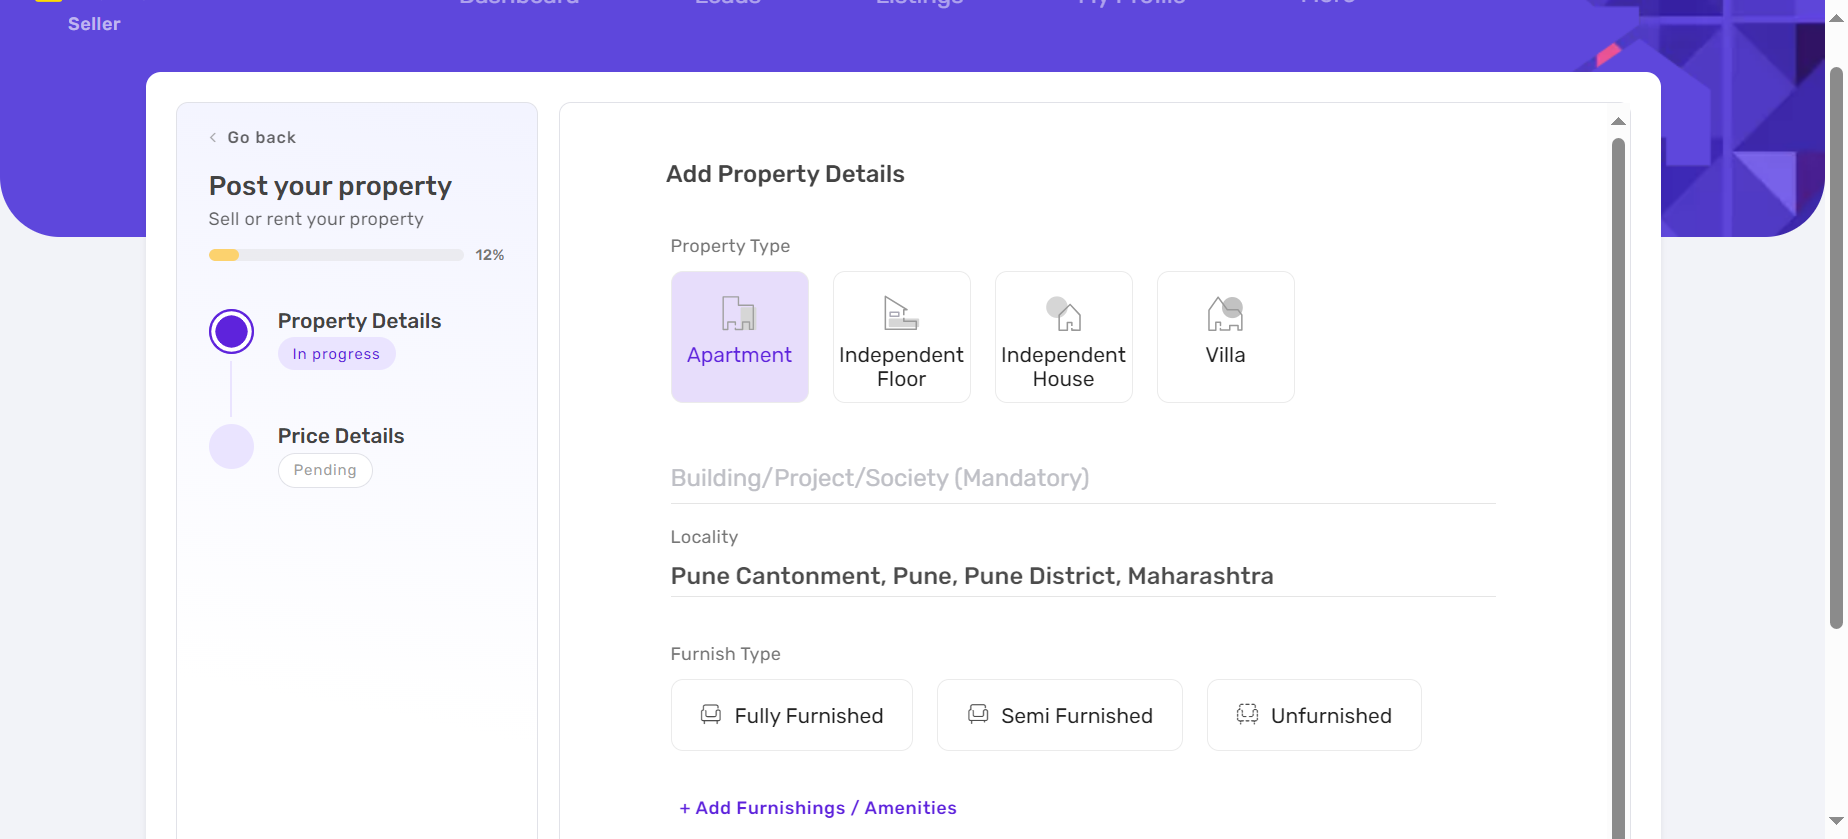 Dashboard Leads Listings My Profile More
Seller
Go back
Post your property
Sell or rent your property
12%
Property Details
In progress
Price Details
Pending
Add Property Details
Property Type
Apartment
Independent
Floor
Independent
House
Villa
Building/Project/Society (Mandatory)
Locality
Pune Cantonment, Pune, Pune District, Maharashtra
Furnish Type
Fully Furnished
Semi Furnished
Unfurnished
+ Add Furnishings / Amenities